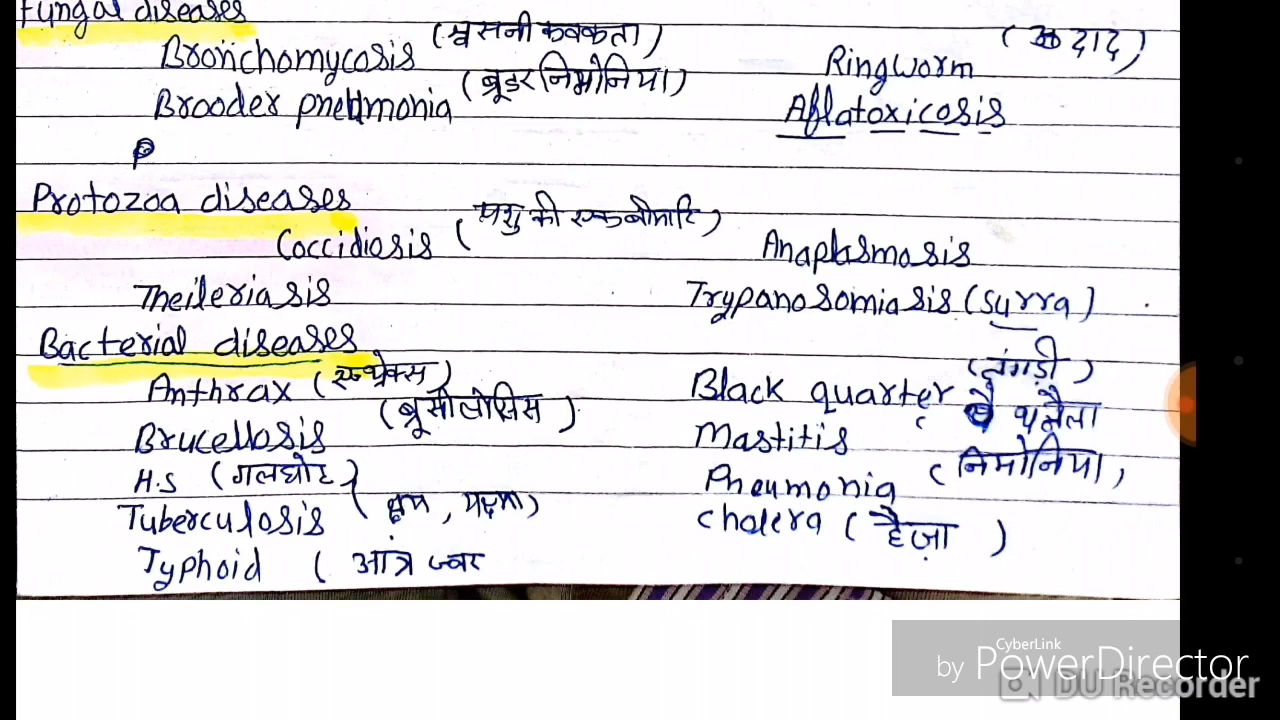 Fungal diseases
Bronchomycosis (श्वसनी कवकता) Ringworm (दाद)
Brooder pneumonia (ब्रूडर निमोनिया) Aflatoxicosis
Protozoa diseases
Coccidiosis (पशु की एक बीमारी) Anaplasmosis
Theileriasis Trypanosomiasis (Surra)
Bacterial diseases
Anthrax (एन्थ्रेक्स) Black quarter (लंगड़ी)
Brucellosis (ब्रूसीलोसिस) Mastitis ( थनैला
H.S (गलघोटू) Pneumonia (निमोनिया,
Tuberculosis (क्षय, यक्ष्मा) Cholera (हैज़ा)
Typhoid ( आंत्र ज्वर
CyberLink
by PowerDirector
DU Recorder